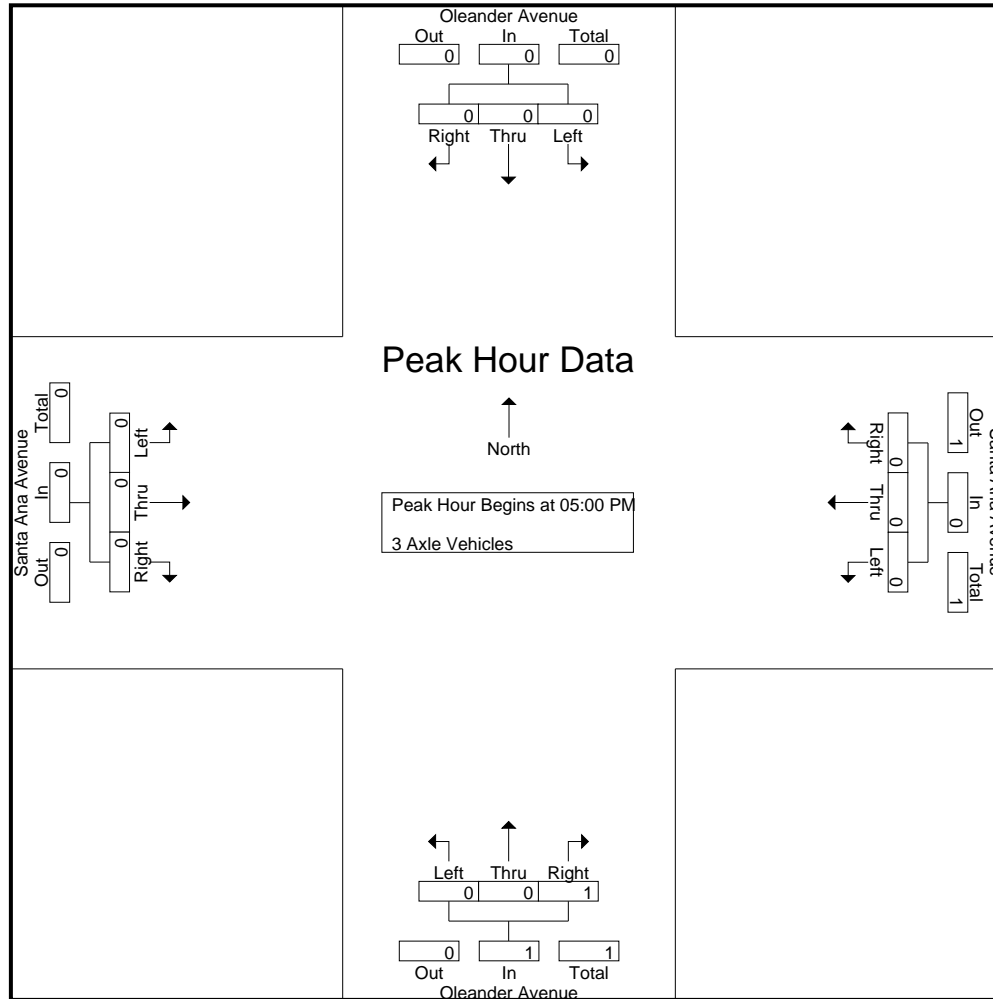 Oleander Avenue
Out In Total
0 0 0
0 0 0
Right Thru Left
Peak Hour Data
North
Peak Hour Begins at 05:00 PM
3 Axle Vehicles
Santa Ana Avenue
Total In Out
0 0 0
0 0 0
Left Thru Right
Out In Total
1 0 1
0 0 0
Right Thru Left
Left Thru Right
0 0 1
0 1 1
Out In Total
Oleander Avenue